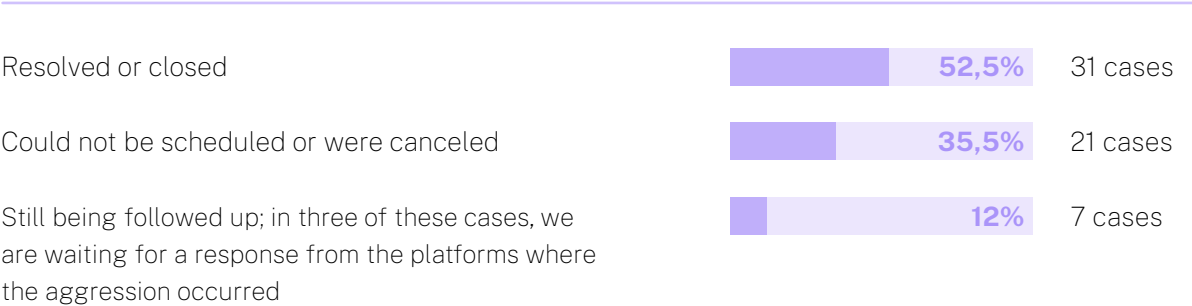 Resolved or closed 52,5% 31 cases
Could not be scheduled or were canceled 35,5% 21 cases
Still being followed up; in three of these cases, we 12% 7 cases
are waiting for a response from the platforms where
the aggression occurred